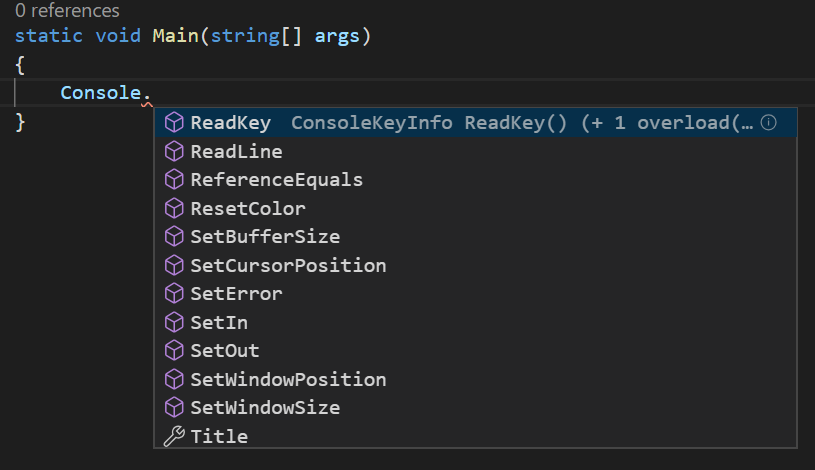 0 references
static void Main(string[] args)
{
Console.
ReadKey ConsoleKeyInfo ReadKey() (+ 1 overload(…
}
ReadLine
ReferenceEquals
ResetColor
SetBufferSize
SetCursorPosition
SetError
SetIn
SetOut
SetWindowPosition
SetWindowSize
Title